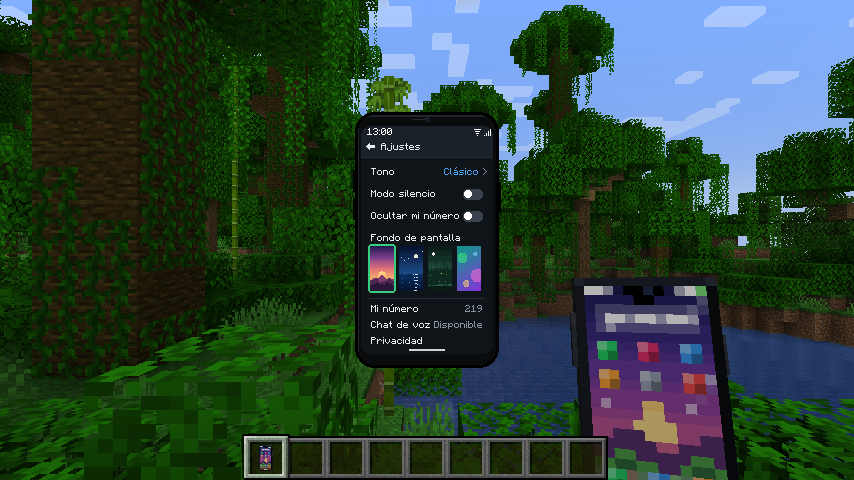 13:00
Ajustes
Tono Clásico
Modo silencio
Ocultar mi número
Fondo de pantalla
Mi número 219
Chat de voz Disponible
Privacidad